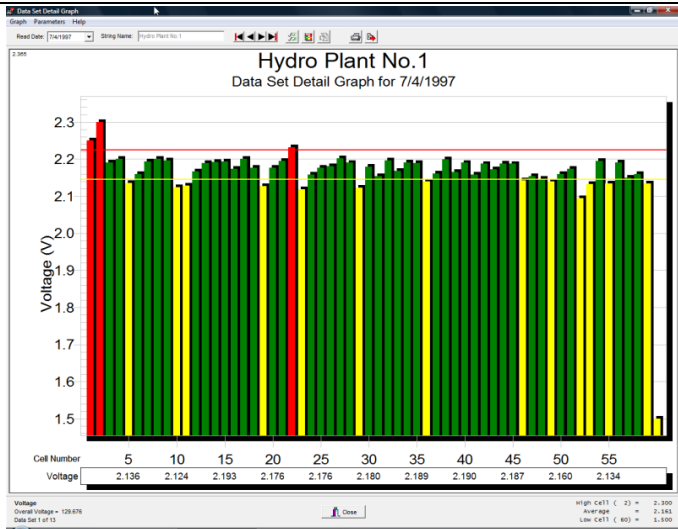 Data Set Detail Graph
Graph Parameters Help
Read Date: 7/4/1997 String Name: Hydro Plant No.1
2.365
Hydro Plant No.1
Data Set Detail Graph for 7/4/1997
Voltage (V)
2.3
2.2
2.1
2.0
1.9
1.8
1.7
1.6
1.5
Cell Number 5 10 15 20 25 30 35 40 45 50 55
Voltage 2.136 2.124 2.193 2.176 2.176 2.180 2.189 2.190 2.187 2.160 2.134
Voltage
Overall Voltage = 129.676
Data Set 1 of 13
Close
High Cell ( 2) = 2.300
Average = 2.161
Low Cell ( 60) = 1.500